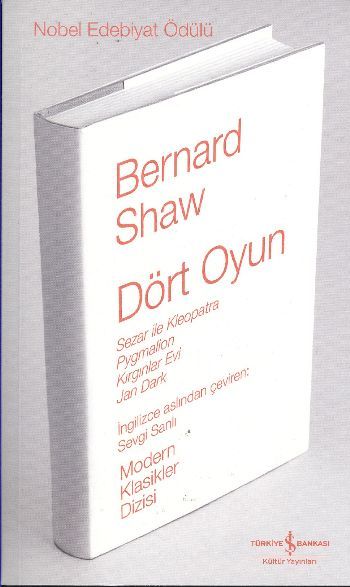 Nobel Edebiyat Ödülü
Bernard
Shaw
Dört Oyun
Sezar ile Kleopatra
Pygmalion
Kırgınlar Evi
Jan Dark
İngilizce aslından çeviren:
Sevgi Sanlı
Modern
Klasikler
Dizisi
TÜRKİYE İŞ BANKASI
Kültür Yayınları